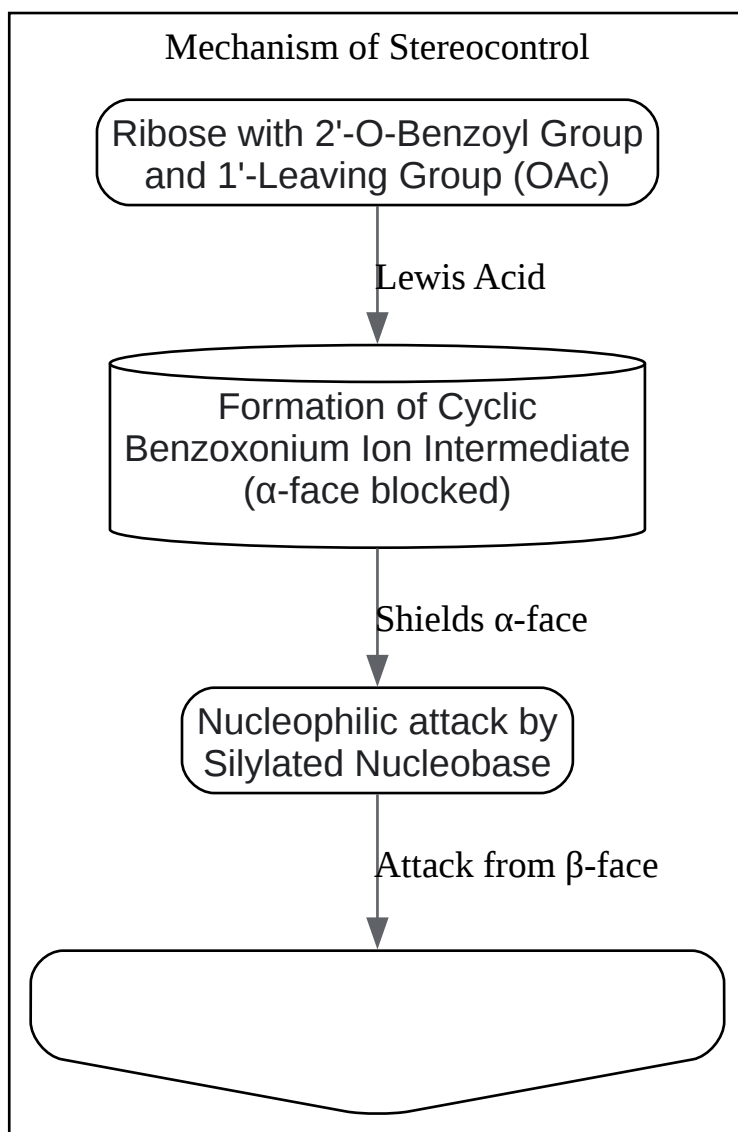 Mechanism of Stereocontrol
Ribose with 2'-O-Benzoyl Group
and 1'-Leaving Group (OAc)
Lewis Acid
Formation of Cyclic
Benzoxonium Ion Intermediate
(α-face blocked)
Shields α-face
Nucleophilic attack by
Silylated Nucleobase
Attack from β-face